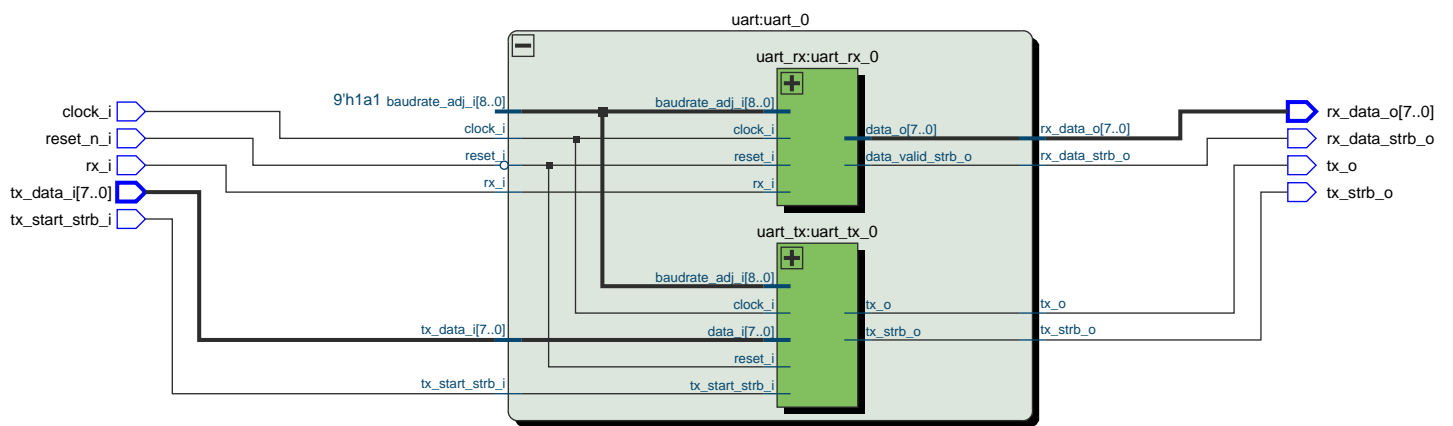 uart:uart_0
uart_rx:uart_rx_0
clock_i
reset_n_i
rx_i
tx_data_i[7..0]
tx_start_strb_i
9'h1a1 baudrate_adj_i[8..0]
clock_i
reset_i
rx_i
tx_data_i[7..0]
tx_start_strb_i
baudrate_adj_i[8..0]
clock_i
reset_i
rx_i
data_o[7..0]
data_valid_strb_o
uart_tx:uart_tx_0
baudrate_adj_i[8..0]
clock_i
data_i[7..0]
reset_i
tx_start_strb_i
tx_o
tx_strb_o
rx_data_o[7..0]
rx_data_strb_o
tx_o
tx_strb_o
rx_data_o[7..0]
rx_data_strb_o
tx_o
tx_strb_o